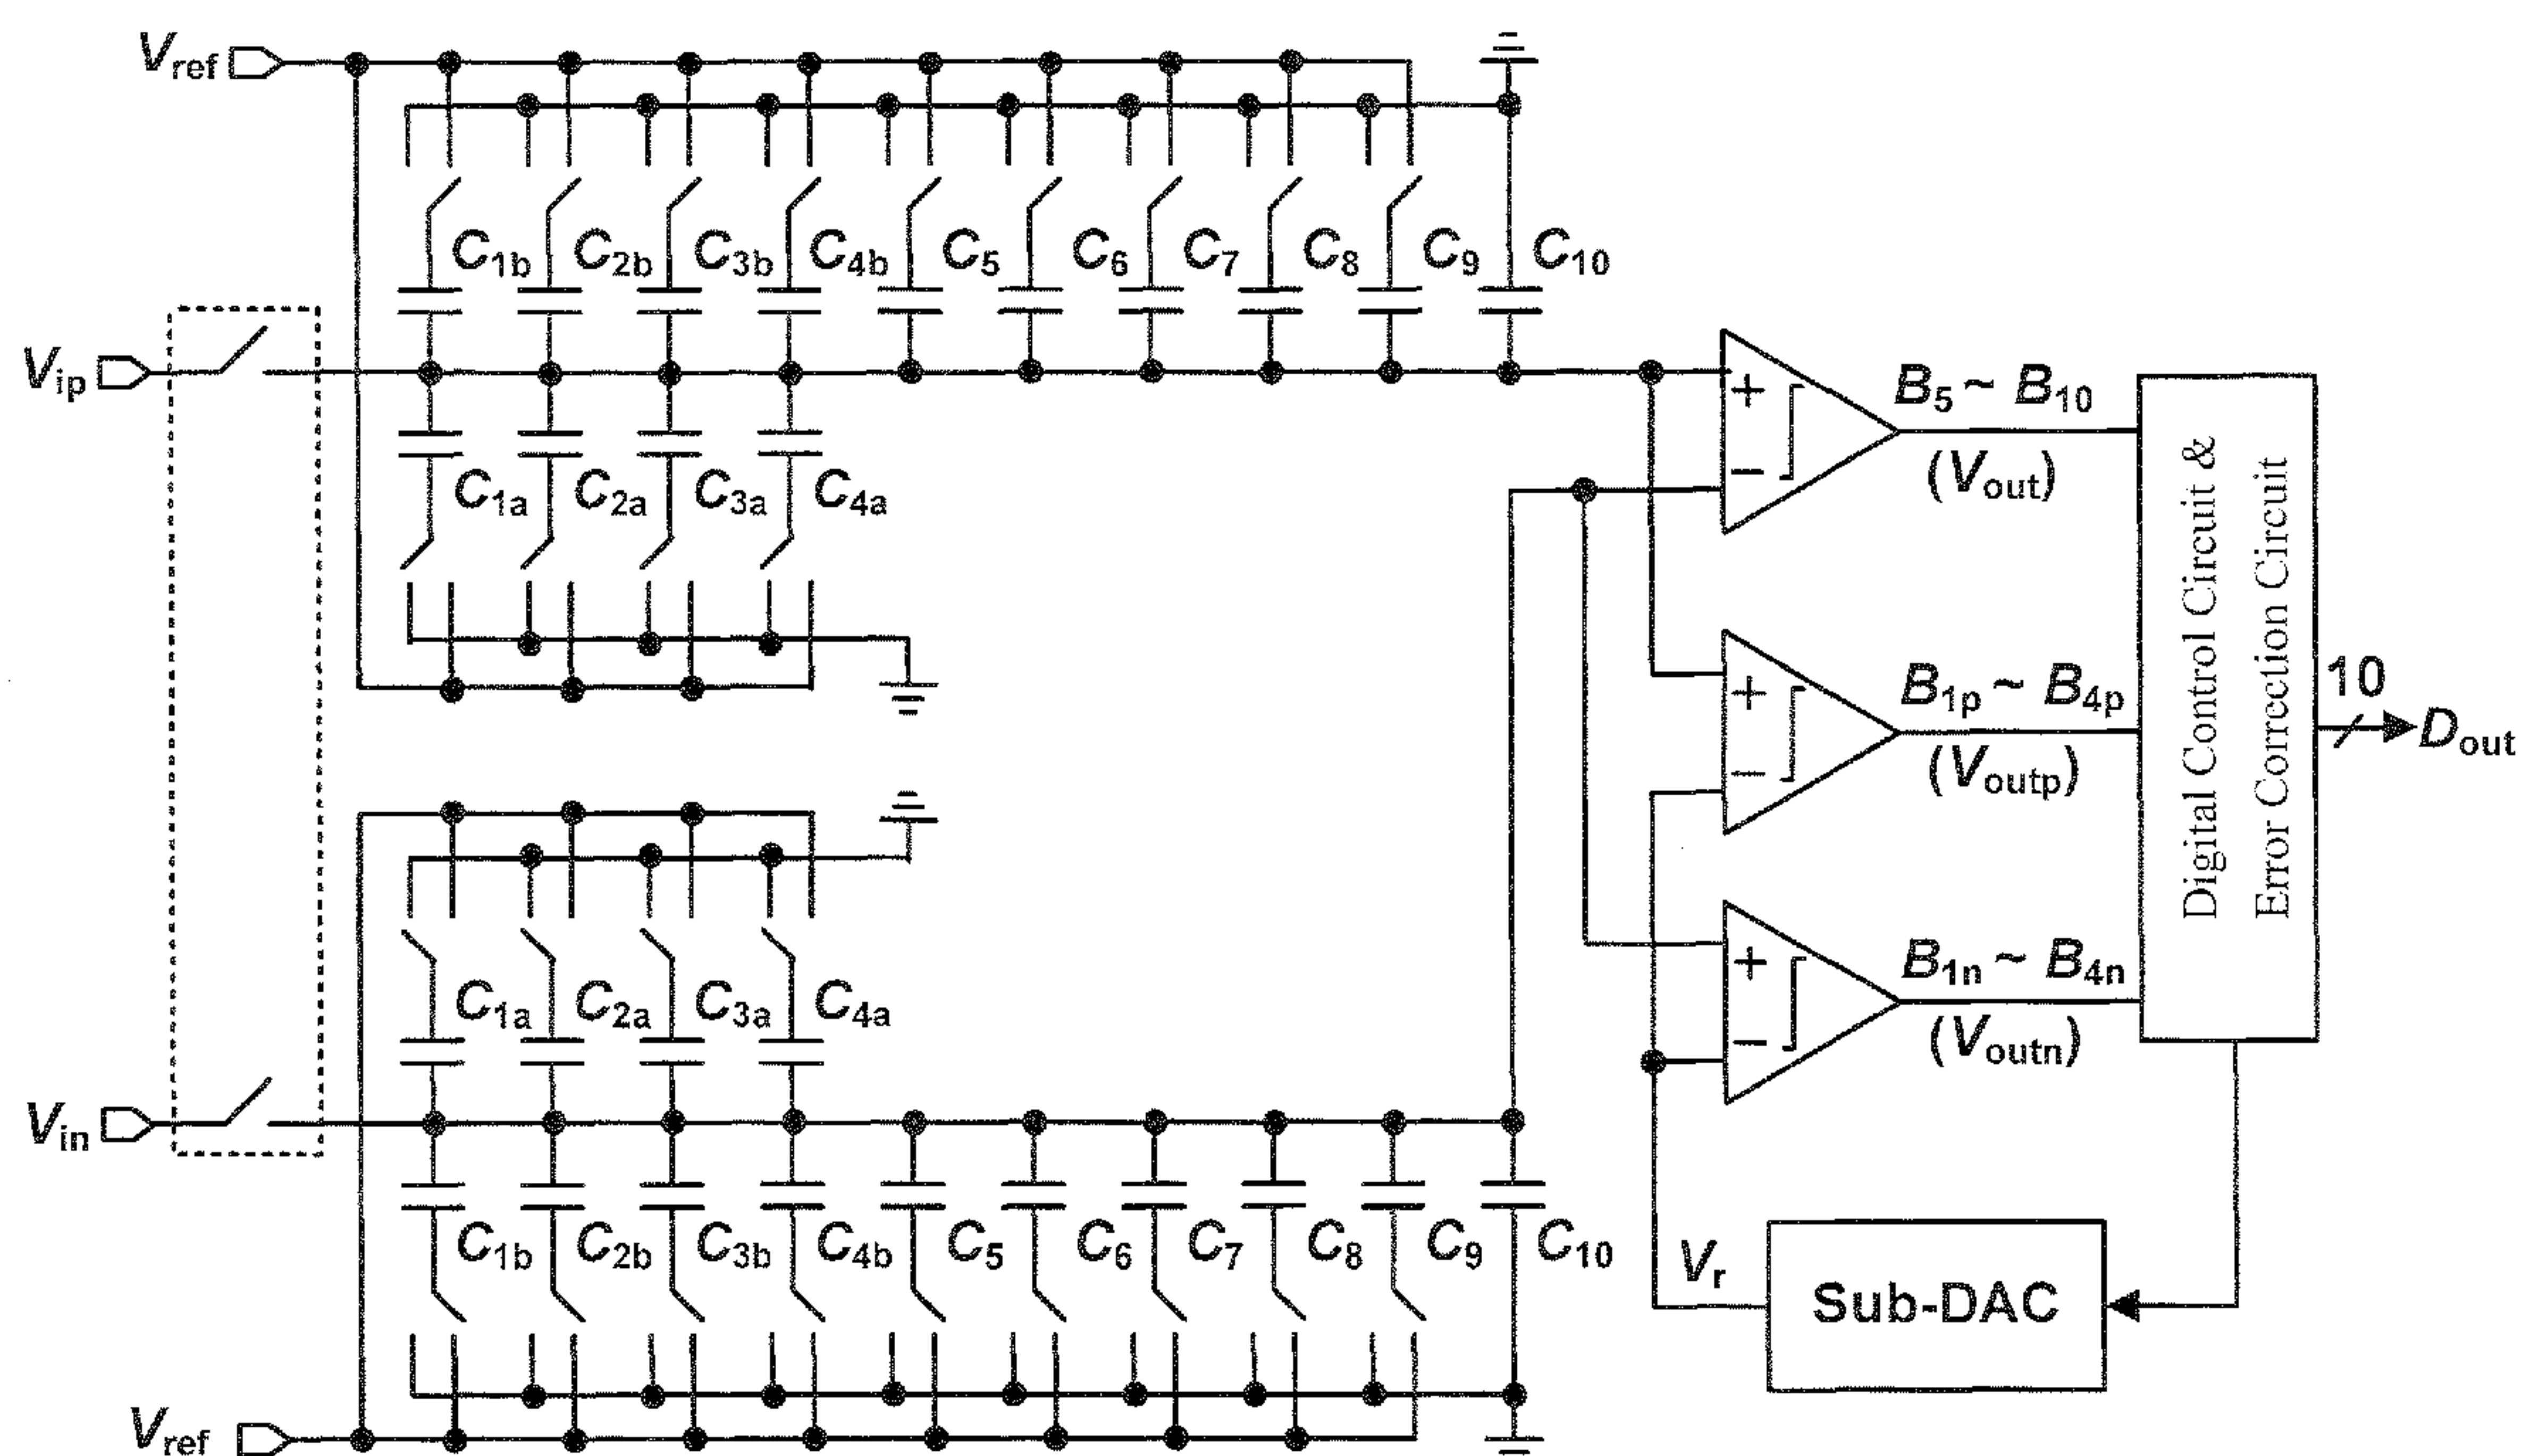 Vref
C1b C2b C3b C4b C5 C6 C7 C8 C9 C10
Vip
C1a C2a C3a C4a
+
−
B5 ~ B10
(Vout)
+
−
B1p ~ B4p
(Voutp)
+
−
B1n ~ B4n
(Voutn)
Digital Control Circuit &
Error Correction Circuit
10
Dout
C1a C2a C3a C4a
Vin
C1b C2b C3b C4b C5 C6 C7 C8 C9 C10
Vr
Sub-DAC
Vref